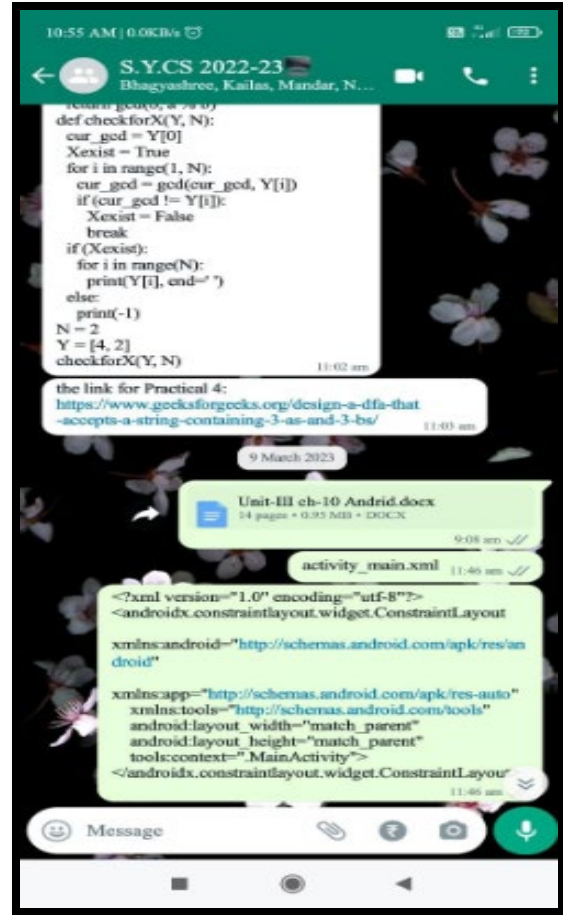 10:55 AM | 0.0KB/s
S.Y.CS 2022-23
Bhagyashree, Kailas, Mandar, N...
return gcd(b, a % b)
def checkforX(Y, N):
cur_gcd = Y[0]
Xexist = True
for i in range(1, N):
cur_gcd = gcd(cur_gcd, Y[i])
if (cur_gcd != Y[i]):
Xexist = False
break
if (Xexist):
for i in range(N):
print(Y[i], end=' ')
else:
print(-1)
N = 2
Y = [4, 2]
checkforX(Y, N)
11:02 am
the link for Practical 4:
https://www.geeksforgeeks.org/design-a-dfa-that
-accepts-a-string-containing-3-as-and-3-bs/
11:03 am
9 March 2023
Unit-III ch-10 Andrid.docx
14 pages • 0.95 MB • DOCX
9:08 am
activity_main.xml 11:46 am
<?xml version="1.0" encoding="utf-8"?>
<androidx.constraintlayout.widget.ConstraintLayout
xmlns:android="http://schemas.android.com/apk/res/an
droid"
xmlns:app="http://schemas.android.com/apk/res-auto"
xmlns:tools="http://schemas.android.com/tools"
android:layout_width="match_parent"
android:layout_height="match_parent"
tools:context=".MainActivity">
</androidx.constraintlayout.widget.ConstraintLayout
11:46 am
Message